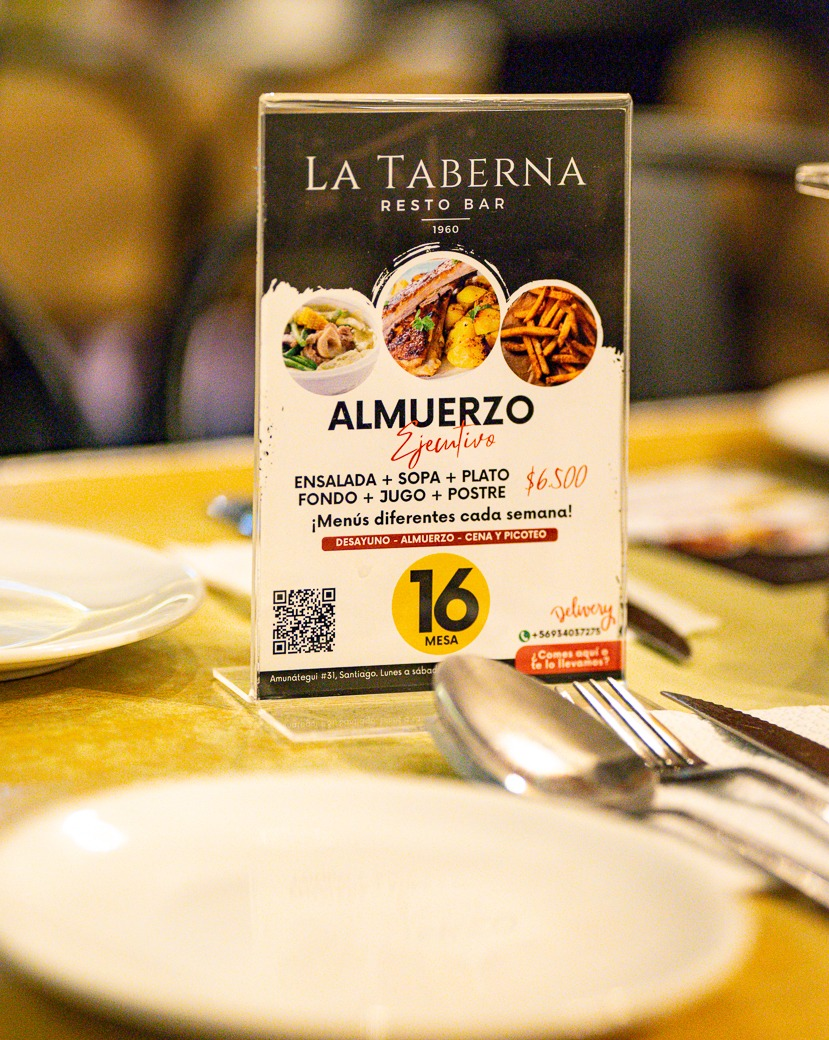 LA TABERNA
RESTO BAR
1960
ALMUERZO
Ejecutivo
ENSALADA + SOPA + PLATO
FONDO + JUGO + POSTRE
$6.500
¡Menús diferentes cada semana!
DESAYUNO - ALMUERZO - CENA Y PICOTEO
16
MESA
Delivery
+56934037275
¿Comes aquí o
te lo llevamos?
Amunátegui #31, Santiago. Lunes a sába